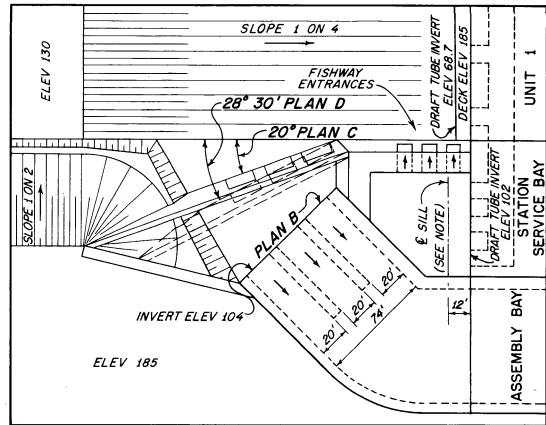 ELEV 130
SLOPE 1 ON 4
FISHWAY
ENTRANCES
28° 30' PLAN D
20° PLAN C
DRAFT TUBE INVERT
ELEV 68.7
DECK ELEV 185
UNIT 1
SLOPE 1 ON 2
PLAN B
℄ SILL
(SEE NOTE)
DRAFT TUBE INVERT
ELEV 102
STATION
SERVICE BAY
INVERT ELEV 104
20'
20'
20'
74'
12'
ELEV 185
ASSEMBLY BAY